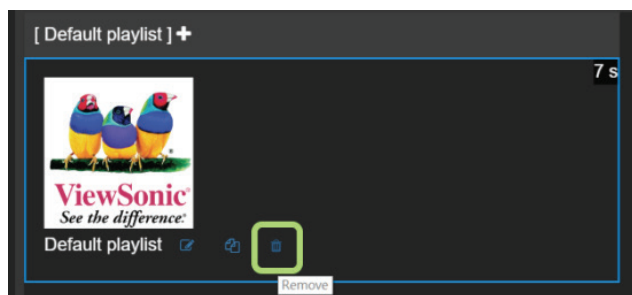 [ Default playlist ] +
7 s
ViewSonic®
See the difference®
Default playlist
Remove